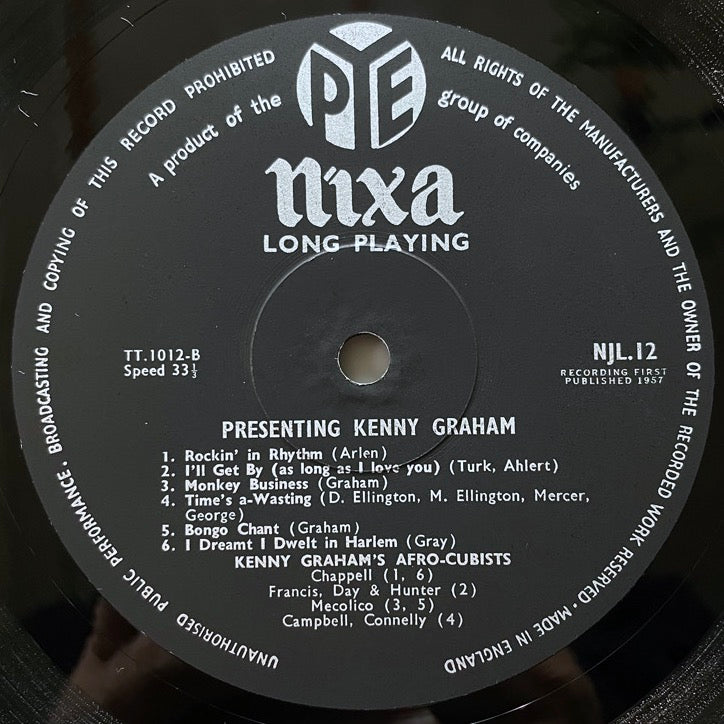 UNAUTHORISED PUBLIC PERFORMANCE, BROADCASTING AND COPYING OF THIS RECORD PROHIBITED
ALL RIGHTS OF THE MANUFACTURERS AND THE OWNER OF THE RECORDED WORK RESERVED · MADE IN ENGLAND
A product of the
PYE
group of companies
nixa
LONG PLAYING
TT.1012-B
Speed 33⅓
NJL.12
RECORDING FIRST
PUBLISHED 1957
PRESENTING KENNY GRAHAM
1. Rockin' in Rhythm (Arlen)
2. I'll Get By (as long as I love you) (Turk, Ahlert)
3. Monkey Business (Graham)
4. Time's a-Wasting (D. Ellington, M. Ellington, Mercer,
George)
5. Bongo Chant (Graham)
6. I Dreamt I Dwelt in Harlem (Gray)
KENNY GRAHAM'S AFRO-CUBISTS
Chappell (1, 6)
Francis, Day & Hunter (2)
Mecolico (3, 5)
Campbell, Connelly (4)